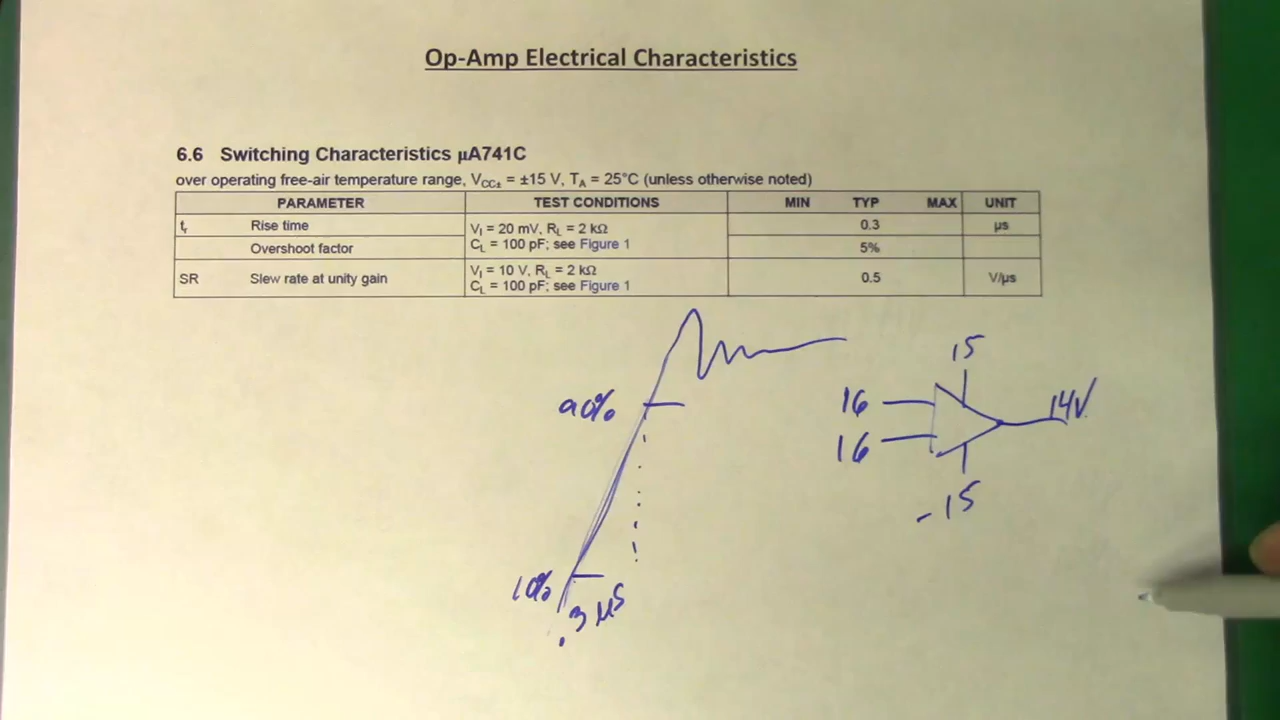 Op-Amp Electrical Characteristics
6.6 Switching Characteristics µA741C
over operating free-air temperature range, VCC± = ±15 V, TA = 25°C (unless otherwise noted)
PARAMETER TEST CONDITIONS MIN TYP MAX UNIT
tr Rise time VI = 20 mV, RL = 2 kΩ 0.3 µs
Overshoot factor CL = 100 pF; see Figure 1 5%
SR Slew rate at unity gain VI = 10 V, RL = 2 kΩ 0.5 V/µs
CL = 100 pF; see Figure 1
15
90% 16 14V
16
-15
10%
.3 µs